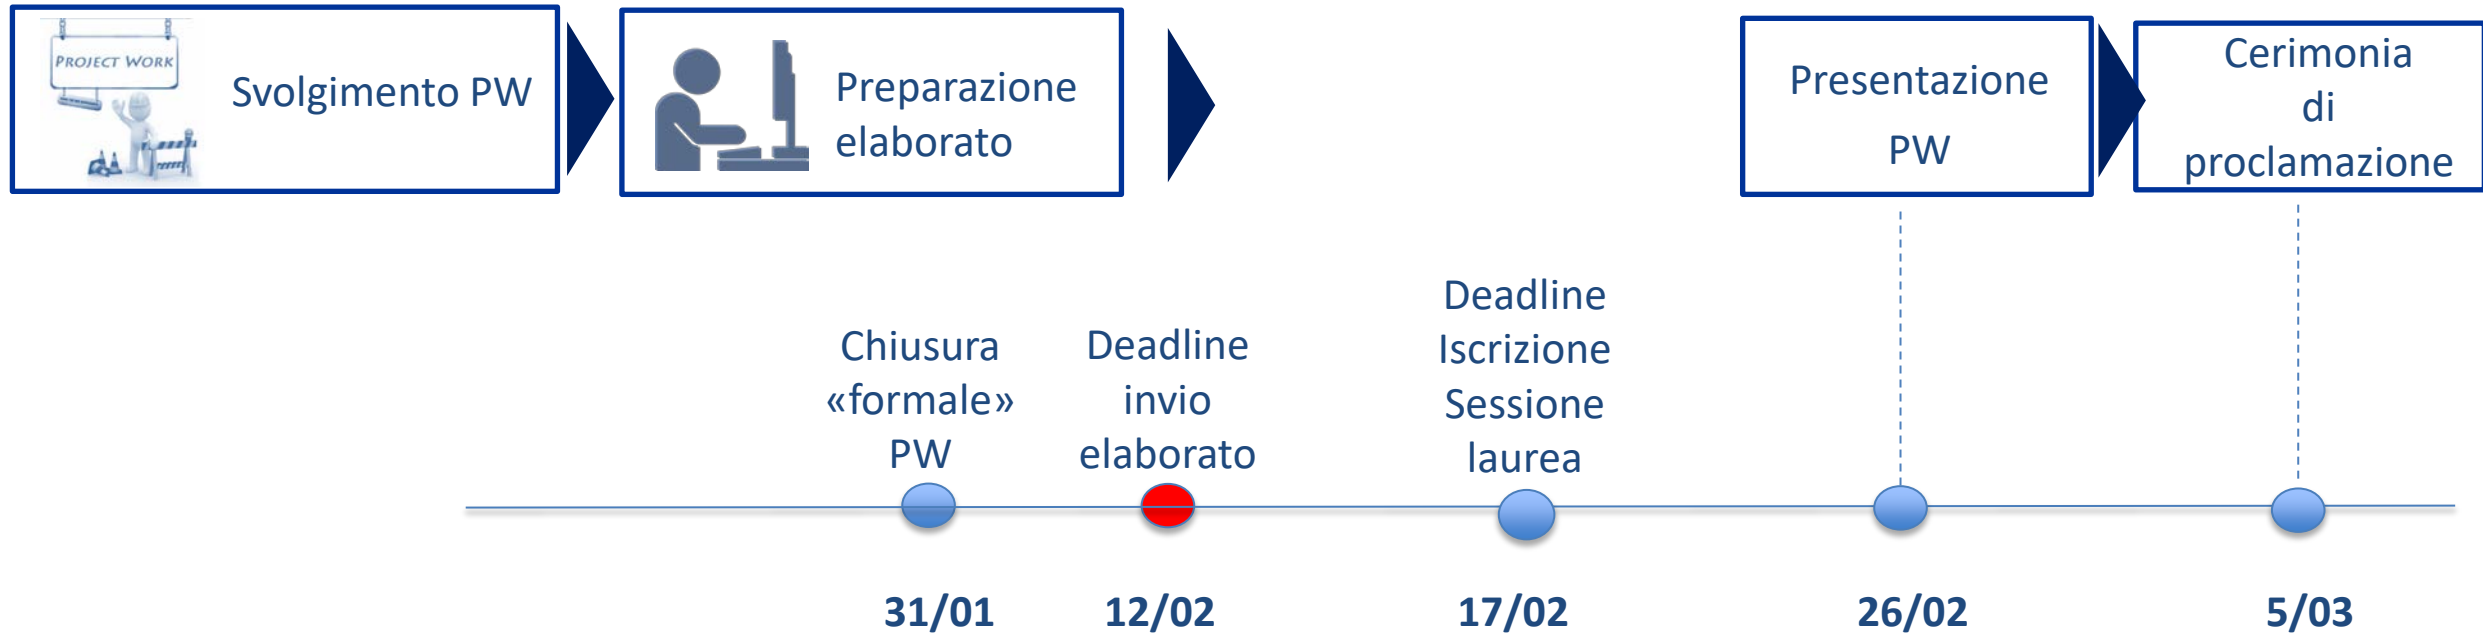 PROJECT WORK
Svolgimento PW
Preparazione
elaborato
Presentazione
PW
Cerimonia
di
proclamazione
Chiusura
«formale»
PW
Deadline
invio
elaborato
Deadline
Iscrizione
Sessione
laurea
31/01
12/02
17/02
26/02
5/03